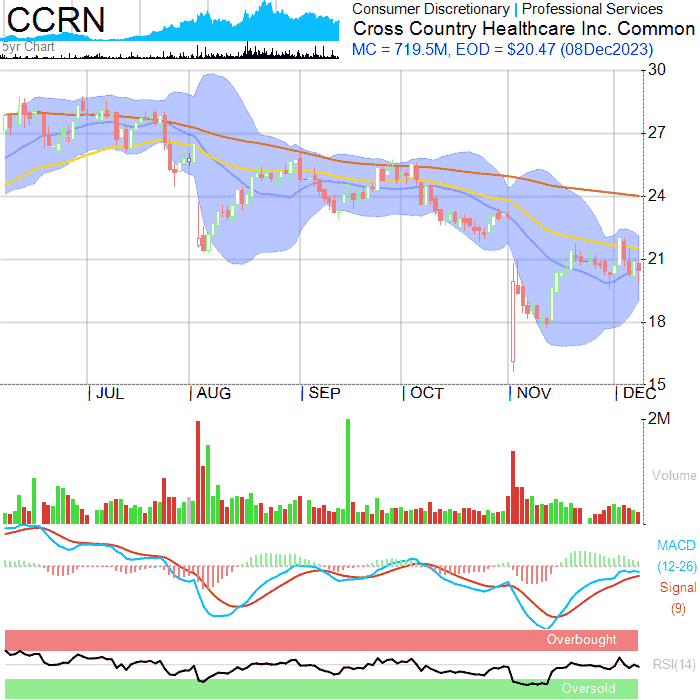 CCRN
5yr Chart
Consumer Discretionary | Professional Services
Cross Country Healthcare Inc. Common
MC = 719.5M, EOD = $20.47 (08Dec2023)
30
27
24
21
18
15
JUL
AUG
SEP
OCT
NOV
DEC
2M
Volume
MACD
(12-26)
Signal
(9)
Overbought
RSI(14)
Oversold